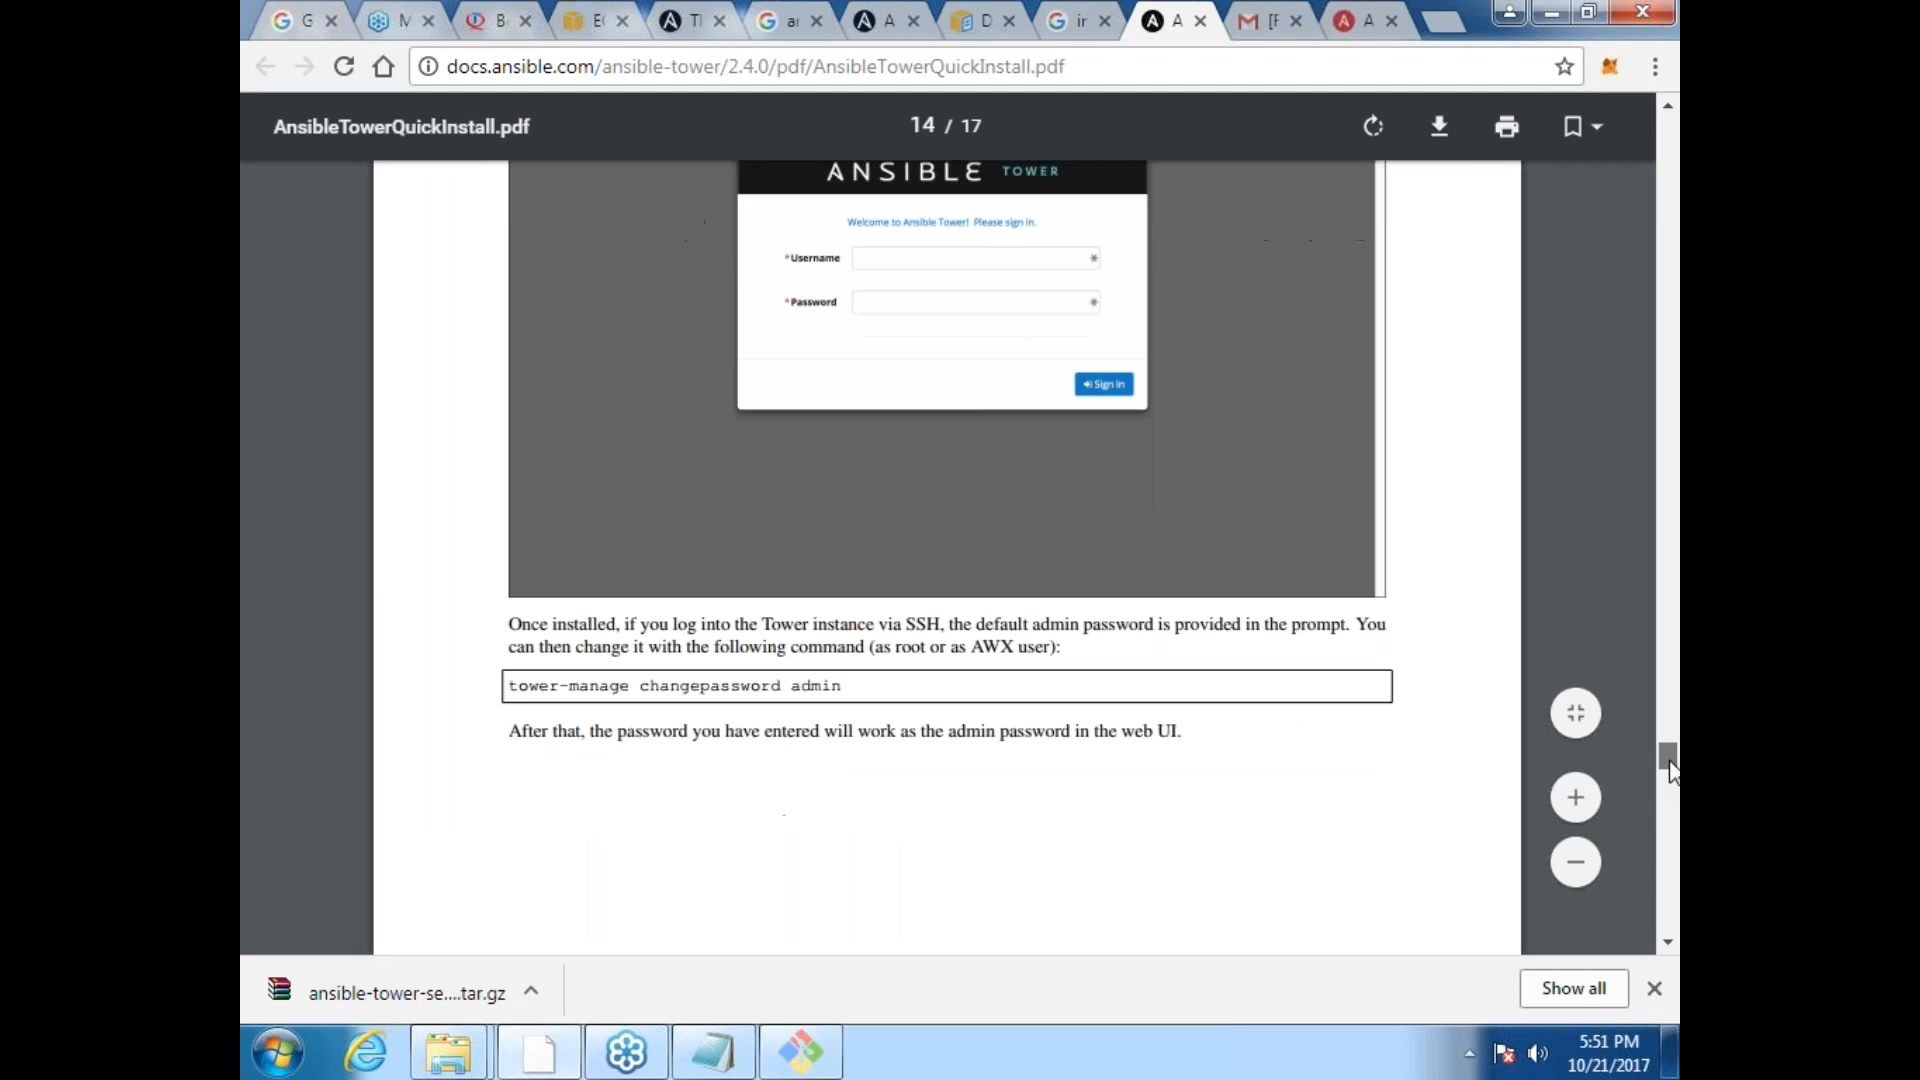 G
M
B
E
T
G
a
A
D
G
ir
A
[F
A
docs.ansible.com/ansible-tower/2.4.0/pdf/AnsibleTowerQuickInstall.pdf
AnsibleTowerQuickInstall.pdf
14 / 17
ANSIBLE TOWER
Welcome to Ansible Tower! Please sign in.
*Username
*Password
Sign In
Once installed, if you log into the Tower instance via SSH, the default admin password is provided in the prompt. You
can then change it with the following command (as root or as AWX user):
tower-manage changepassword admin
After that, the password you have entered will work as the admin password in the web UI.
ansible-tower-se....tar.gz
Show all
5:51 PM
10/21/2017